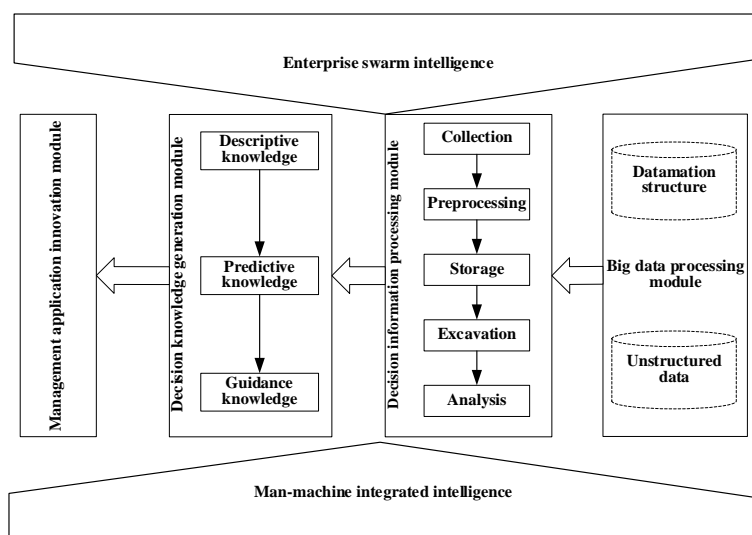 Enterprise swarm intelligence
Management application innovation module
Decision knowledge generation module
Descriptive
knowledge
Predictive
knowledge
Guidance
knowledge
Decision information processing module
Collection
Preprocessing
Storage
Excavation
Analysis
Datamation
structure
Big data processing
module
Unstructured
data
Man-machine integrated intelligence